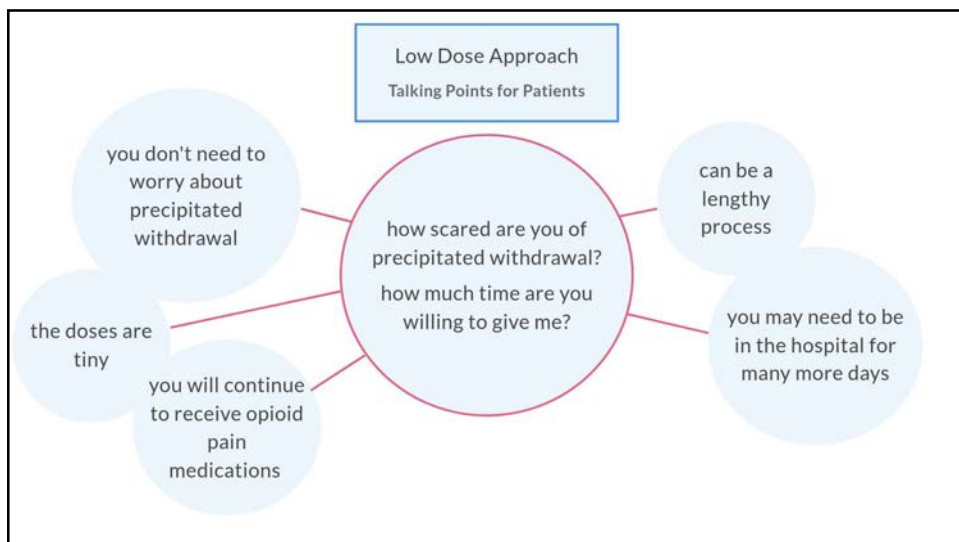 Low Dose Approach
Talking Points for Patients
you don't need to
worry about
precipitated
withdrawal
the doses are
tiny
you will continue
to receive opioid
pain
medications
how scared are you of
precipitated withdrawal?
how much time are you
willing to give me?
can be a
lengthy
process
you may need to be
in the hospital for
many more days